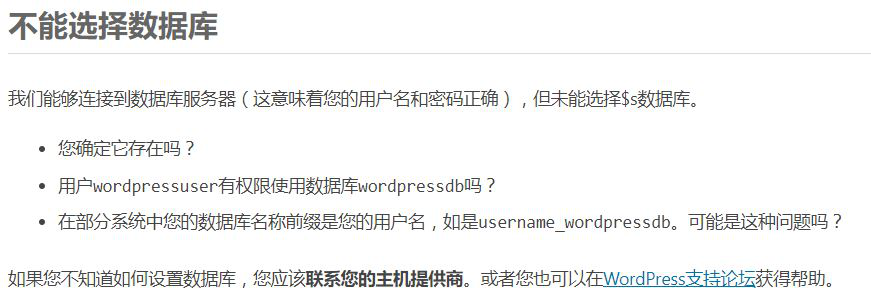 不能选择数据库
我们能够连接到数据库服务器（这意味着您的用户名和密码正确），但未能选择$s数据库。
• 您确定它存在吗？
• 用户wordpressuser有权限使用数据库wordpressdb吗？
• 在部分系统中您的数据库名称前缀是您的用户名，如是username_wordpressdb。可能是这种问题吗？
如果您不知道如何设置数据库，您应该联系您的主机提供商。或者您也可以在WordPress支持论坛获得帮助。